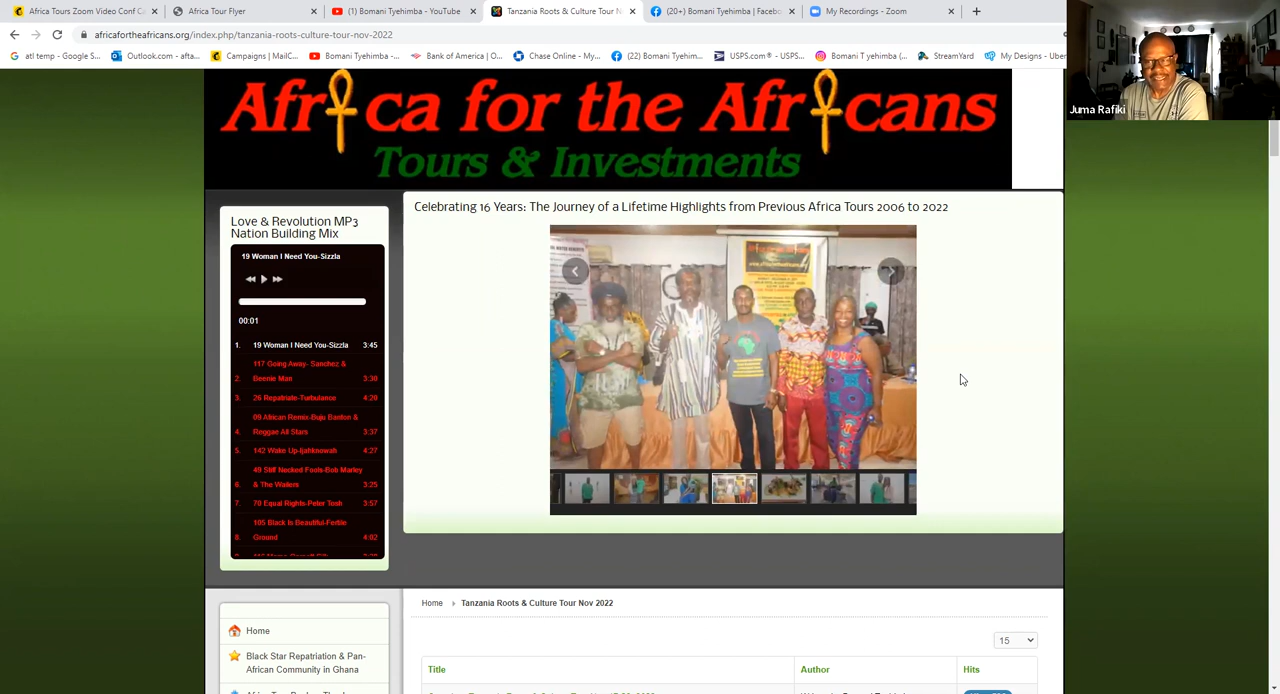 Africa Tours Zoom Video Conf C
Africa Tour Flyer
(1) Bomani Tyehimba - YouTube
Tanzania Roots & Culture Tour N
(20+) Bomani Tyehimba | Facebo
My Recordings - Zoom
africafortheafricans.org/index.php/tanzania-roots-culture-tour-nov-2022
atl temp - Google S...
Outlook.com - afta...
Campaigns | MailC...
Bomani Tyehimba -...
Bank of America | O...
Chase Online - My...
(22) Bomani Tyehim...
USPS.com® - USPS...
Bomani T yehimba (...
StreamYard
My Designs - Uber
Juma Rafiki
Africa for the Africans
Tours & Investments
Love & Revolution MP3
Nation Building Mix
19 Woman I Need You-Sizzla
00:01
1. 19 Woman I Need You-Sizzla 3:45
117 Going Away- Sanchez &
2. Beenie Man 3:30
3. 26 Repatriate-Turbulance 4:20
09 African Remix-Buju Banton &
4. Reggae All Stars 3:37
5. 142 Wake Up-Ijahknowah 4:27
49 Stiff Necked Fools-Bob Marley
6. & The Wailers 3:25
7. 70 Equal Rights-Peter Tosh 3:57
105 Black Is Beautiful-Fertile
8. Ground 4:02
Celebrating 16 Years: The Journey of a Lifetime Highlights from Previous Africa Tours 2006 to 2022
Home
Black Star Repatriation & Pan-
African Community in Ghana
Home
Tanzania Roots & Culture Tour Nov 2022
15
Title
Author
Hits